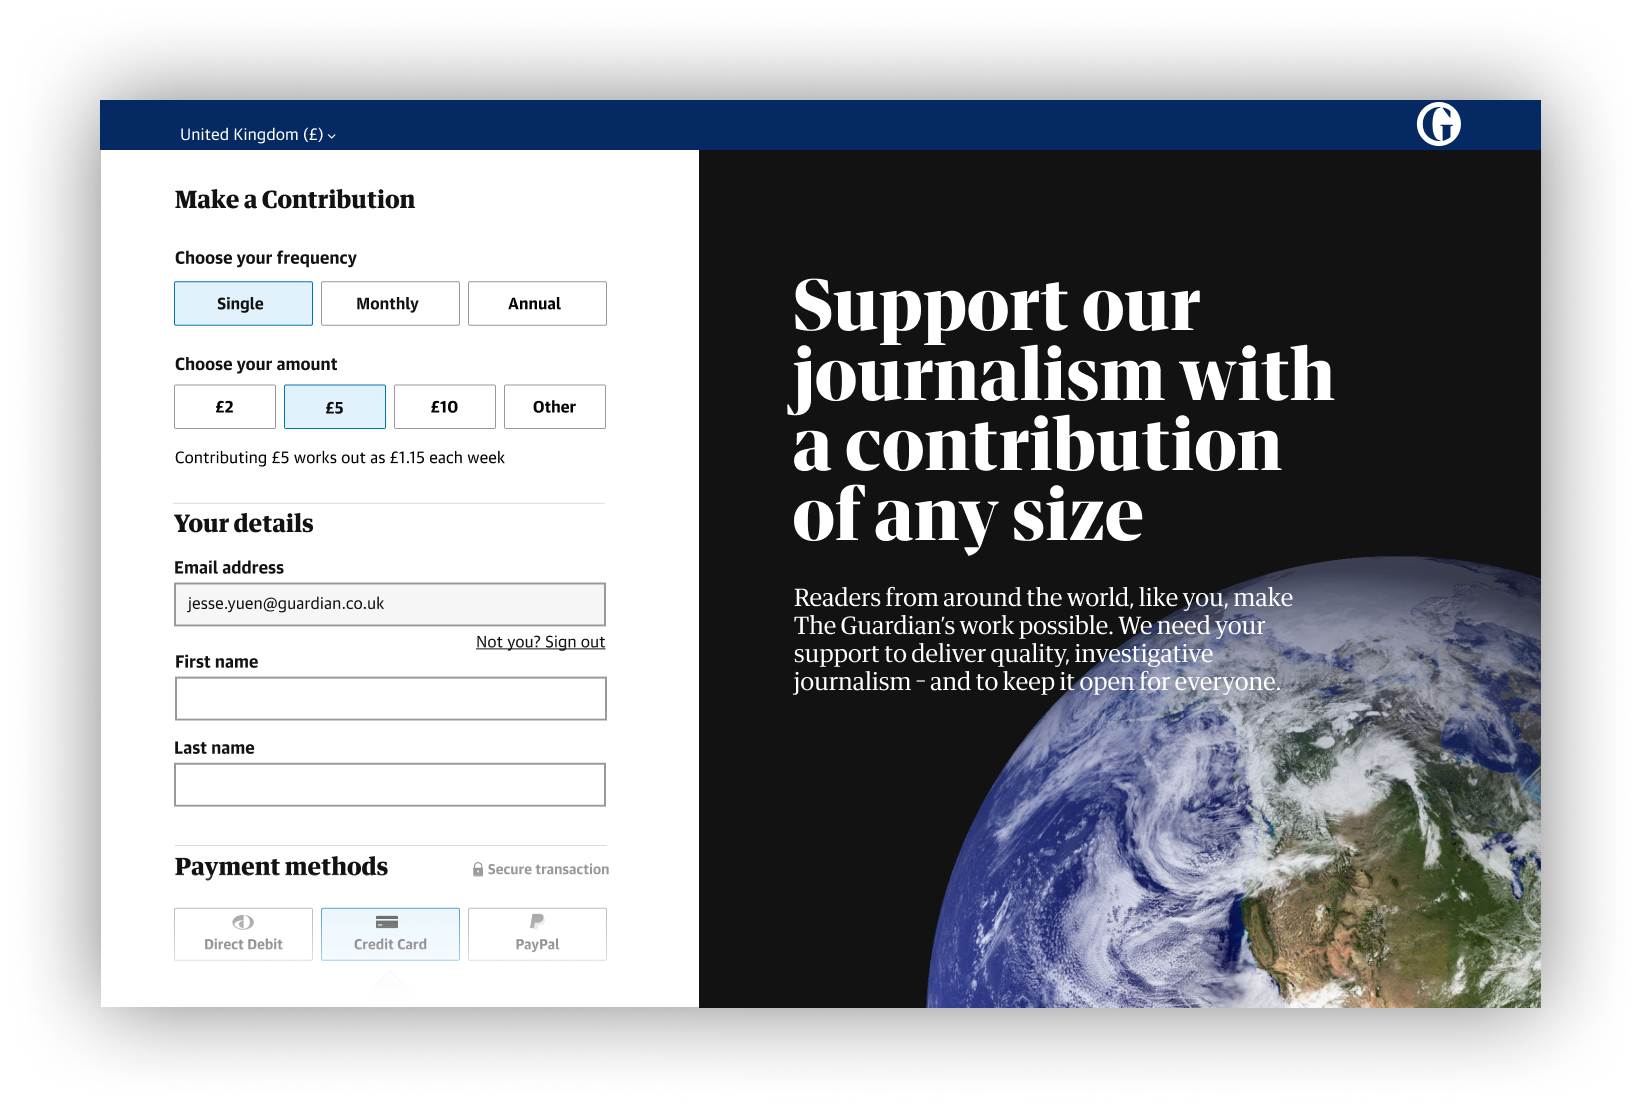 United Kingdom (£)
Make a Contribution
Choose your frequency
Single
Monthly
Annual
Choose your amount
£2
£5
£10
Other
Contributing £5 works out as £1.15 each week
Your details
Email address
jesse.yuen@guardian.co.uk
Not you? Sign out
First name
Last name
Payment methods
Secure transaction
Direct Debit
Credit Card
PayPal
G
Support our
journalism with
a contribution
of any size
Readers from around the world, like you, make
The Guardian’s work possible. We need your
support to deliver quality, investigative
journalism – and to keep it open for everyone.